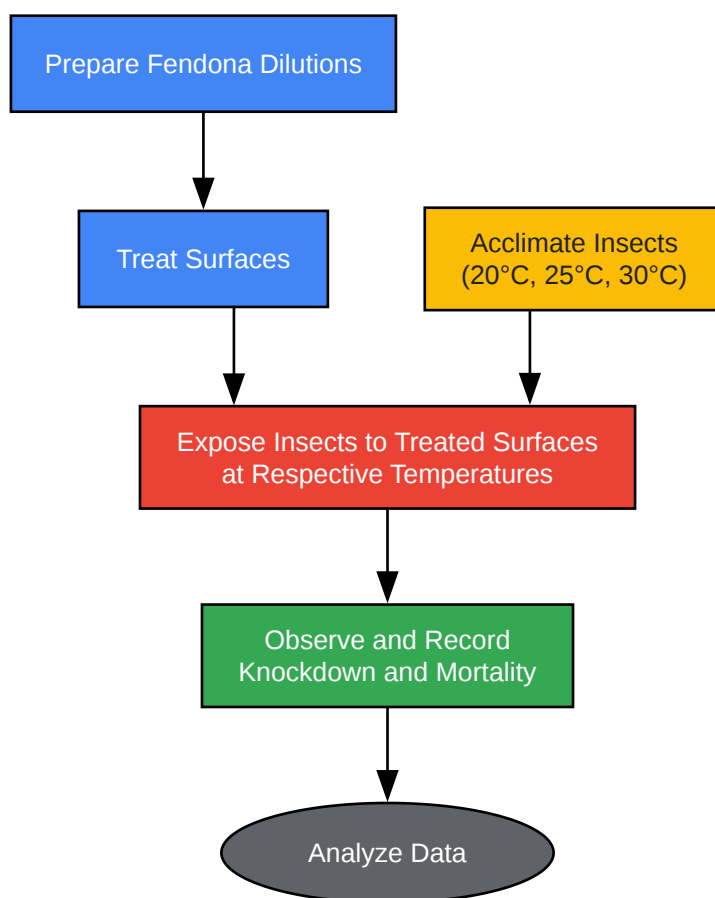 Prepare Fendona Dilutions
Treat Surfaces
Acclimate Insects
(20°C, 25°C, 30°C)
Expose Insects to Treated Surfaces
at Respective Temperatures
Observe and Record
Knockdown and Mortality
Analyze Data